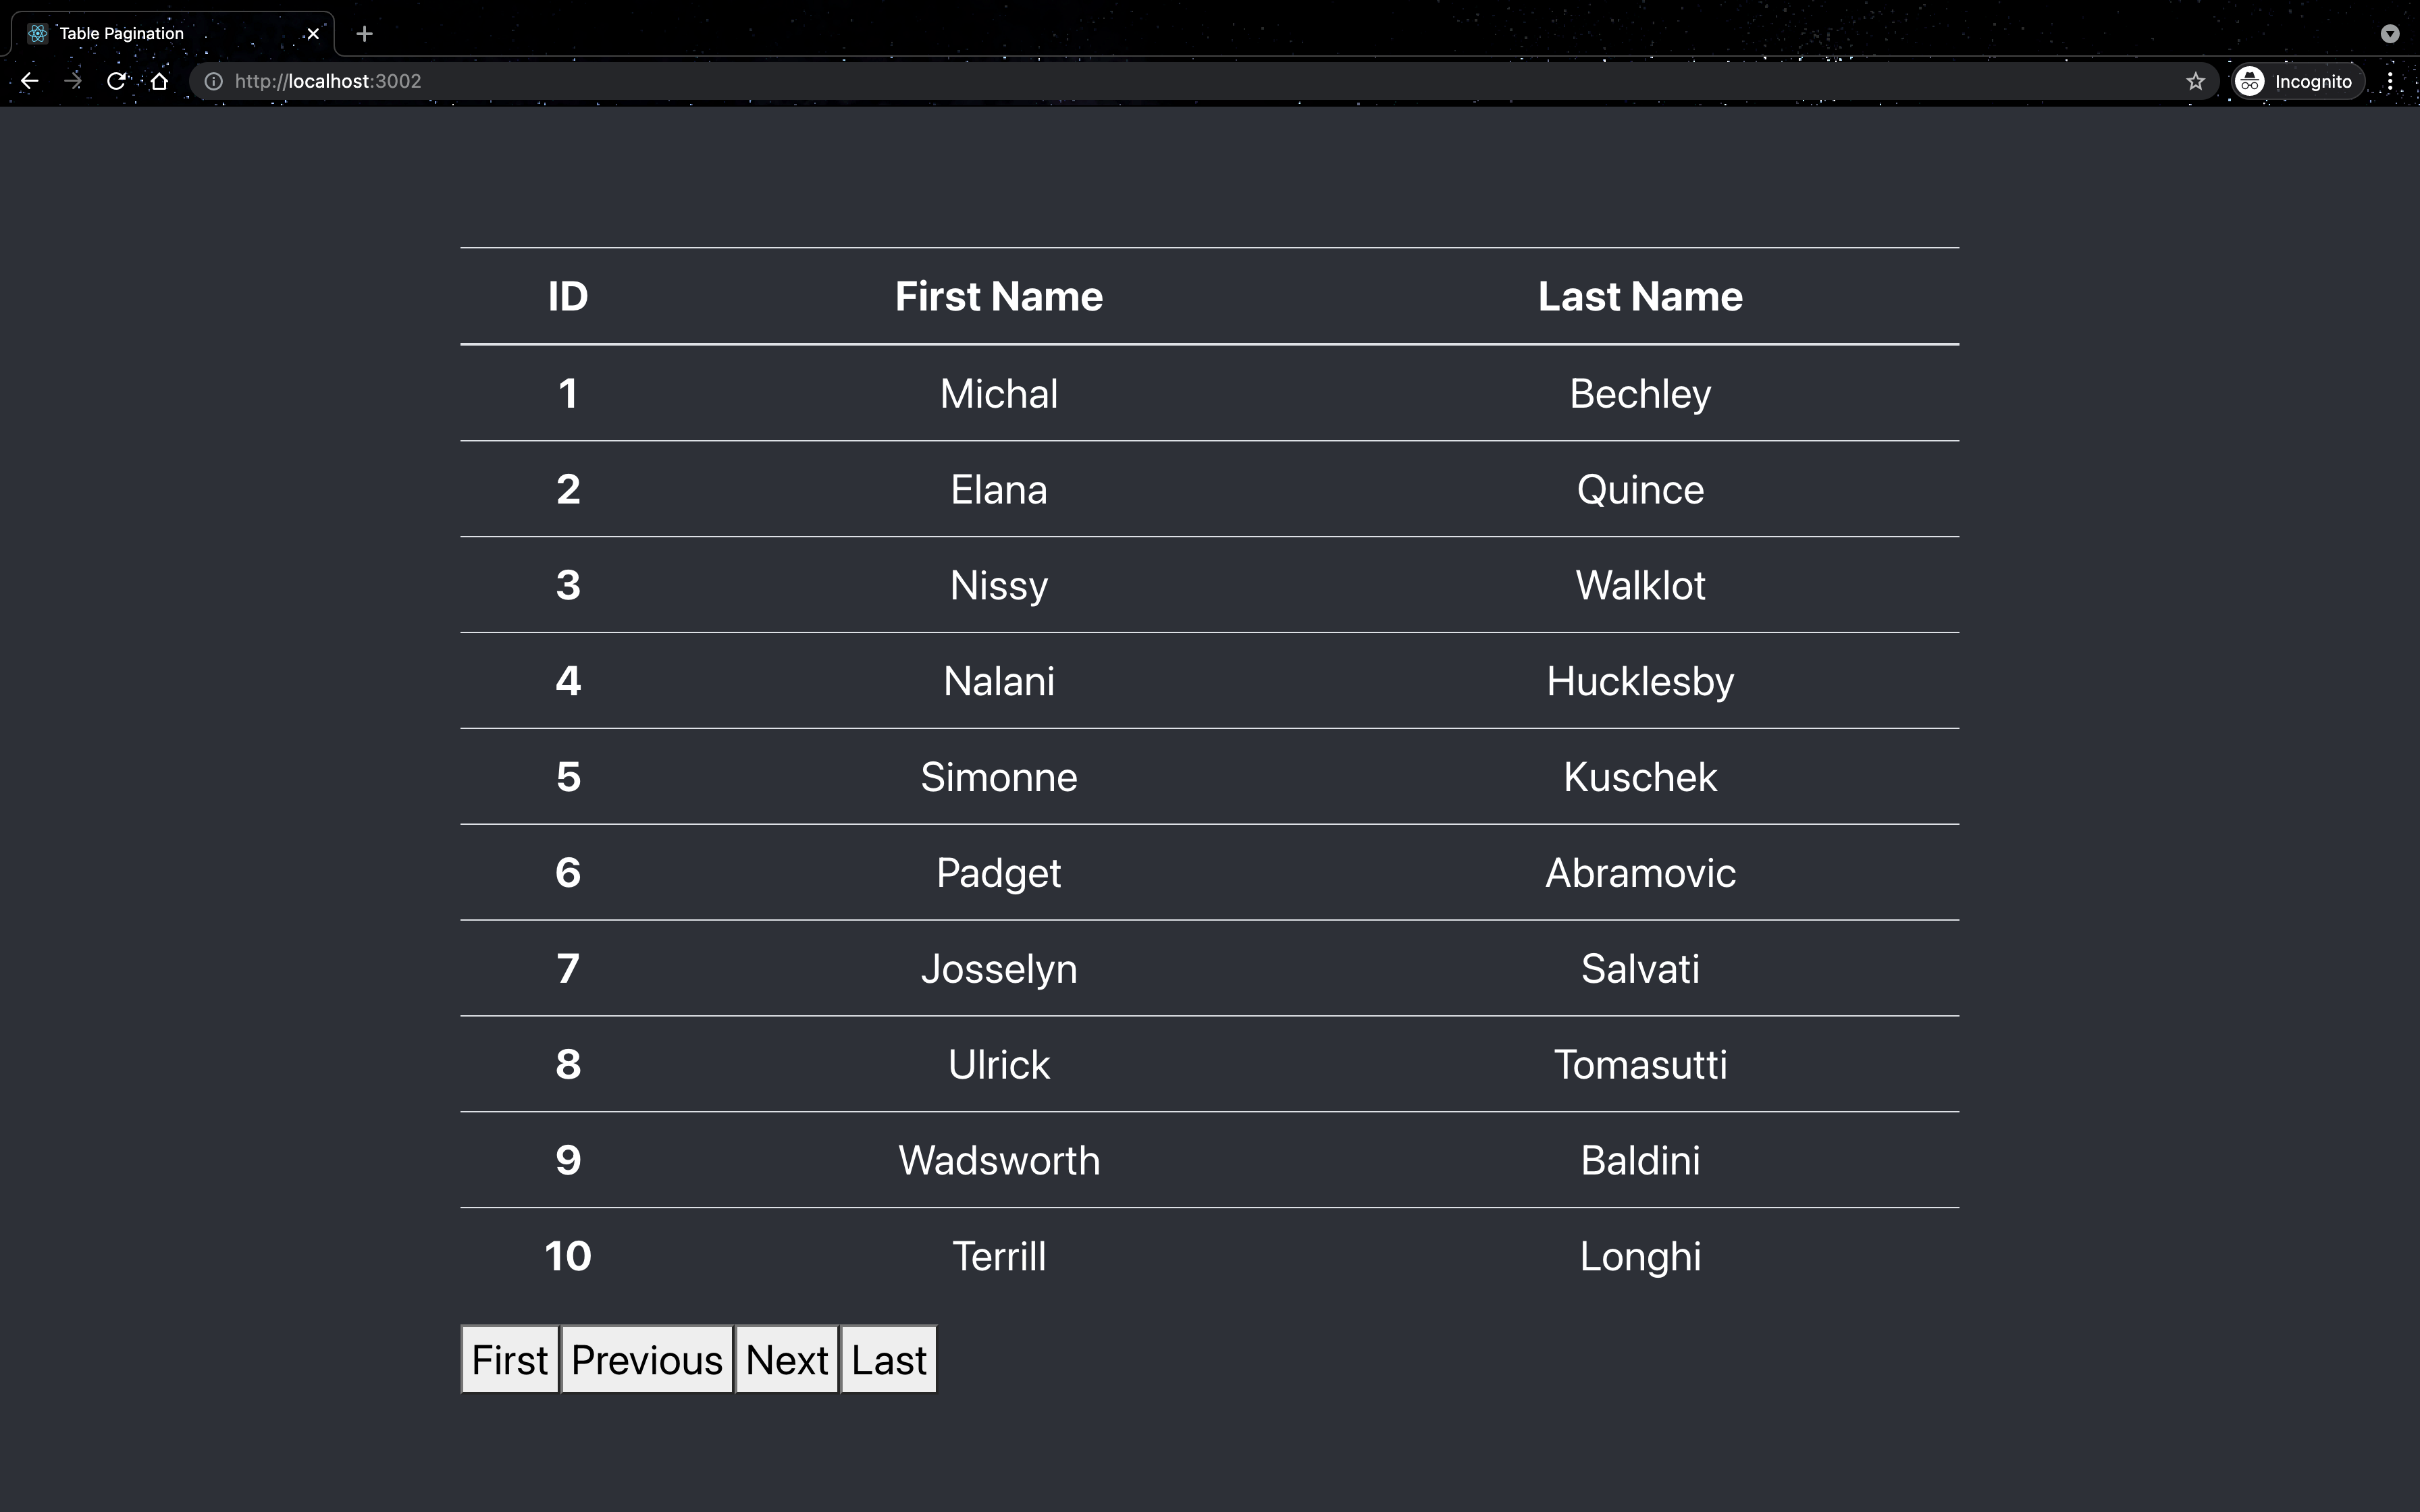 Table Pagination
http://localhost:3002
Incognito
ID First Name Last Name
1 Michal Bechley
2 Elana Quince
3 Nissy Walklot
4 Nalani Hucklesby
5 Simonne Kuschek
6 Padget Abramovic
7 Josselyn Salvati
8 Ulrick Tomasutti
9 Wadsworth Baldini
10 Terrill Longhi
First Previous Next Last